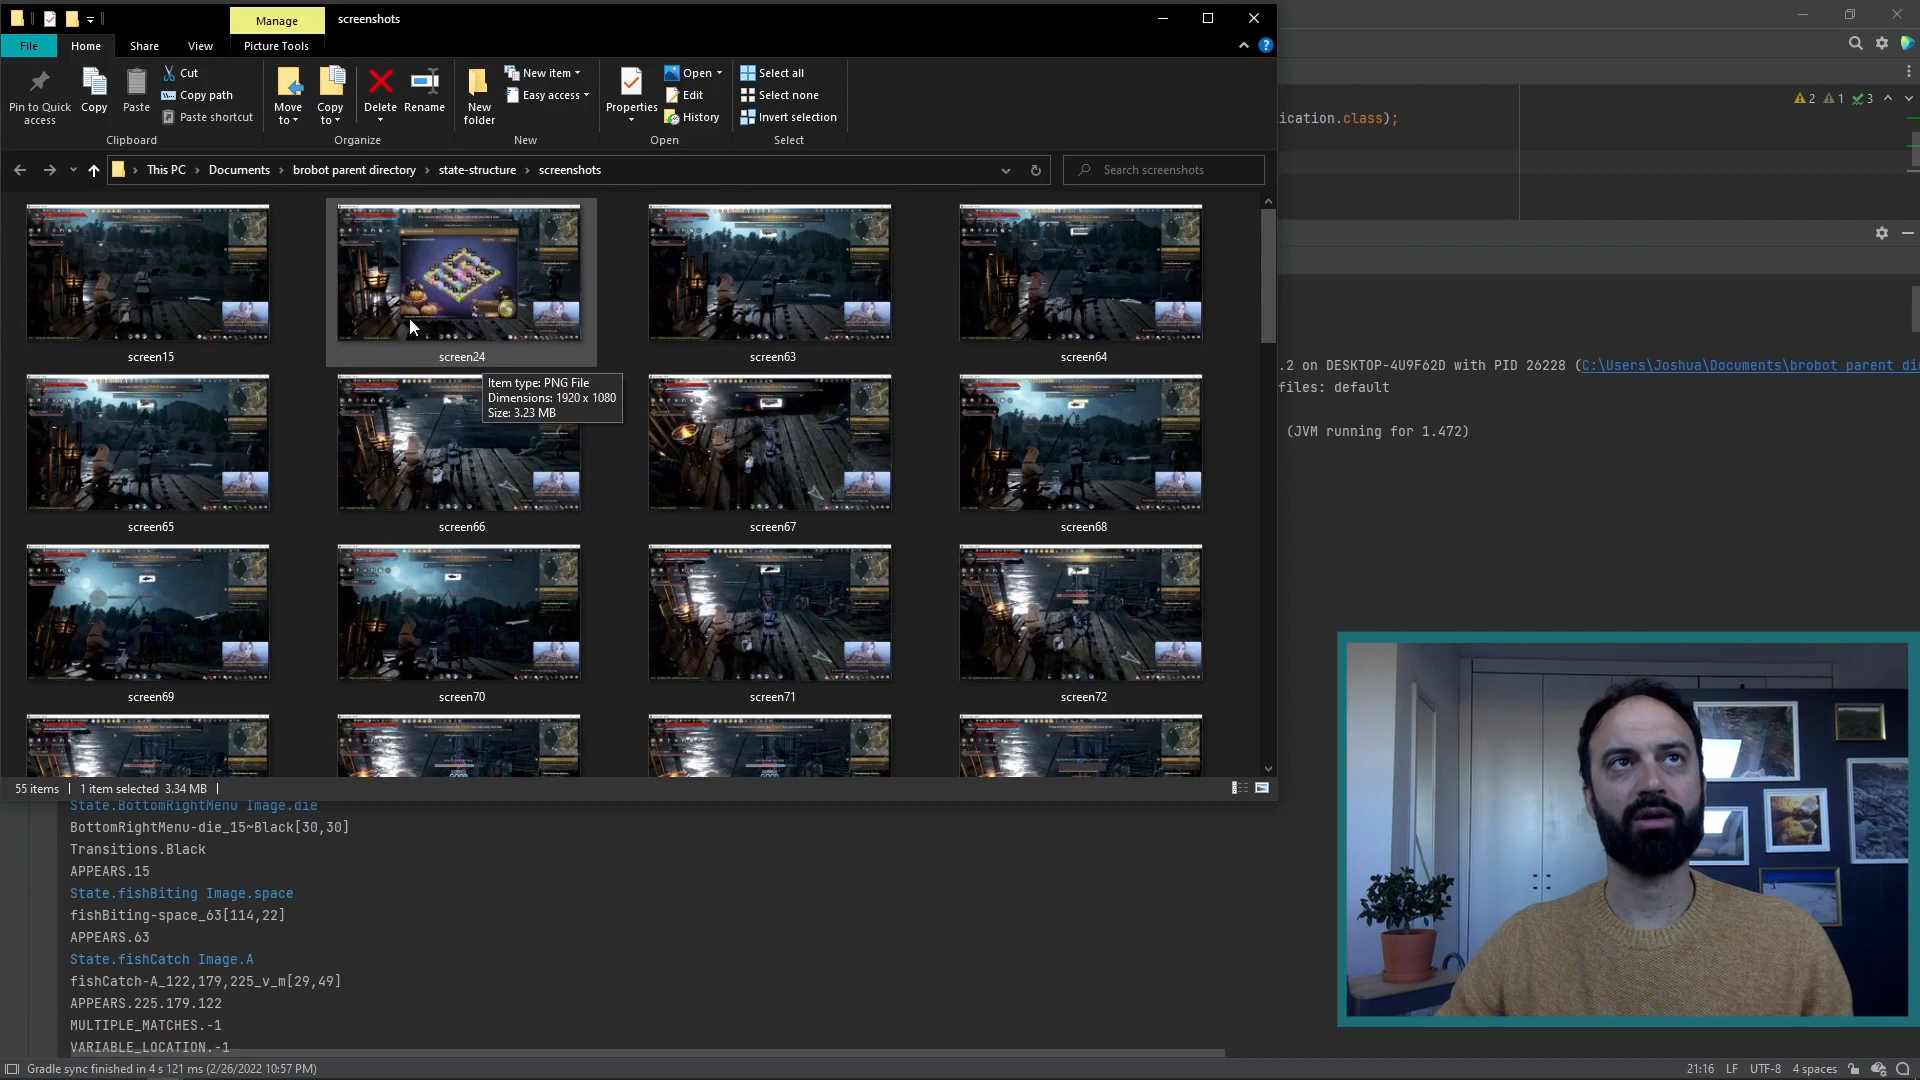 Manage
screenshots
File
Home
Share
View
Picture Tools
Pin to Quick access
Copy
Paste
Cut
Copy path
Paste shortcut
Clipboard
Move to
Copy to
Delete
Rename
Organize
New folder
New item
Easy access
New
Properties
Open
Edit
History
Open
Select all
Select none
Invert selection
Select
This PC › Documents › brobot parent directory › state-structure › screenshots
Search screenshots
ication.class);
2 1 3
screen15
screen24
screen63
screen64
Item type: PNG File
Dimensions: 1920 x 1080
Size: 3.23 MB
screen65
screen66
screen67
screen68
screen69
screen70
screen71
screen72
.2 on DESKTOP-4U9F62D with PID 26228 (C:\Users\Joshua\Documents\brobot parent di
files: default
(JVM running for 1.472)
55 items
1 item selected 3.34 MB
State.BottomRightMenu Image.die
BottomRightMenu-die_15~Black[30,30]
Transitions.Black
APPEARS.15
State.fishBiting Image.space
fishBiting-space_63[114,22]
APPEARS.63
State.fishCatch Image.A
fishCatch-A_122,179,225_v_m[29,49]
APPEARS.225.179.122
MULTIPLE_MATCHES.-1
VARIABLE_LOCATION.-1
Gradle sync finished in 4 s 121 ms (2/26/2022 10:57 PM)
21:16 LF UTF-8 4 spaces